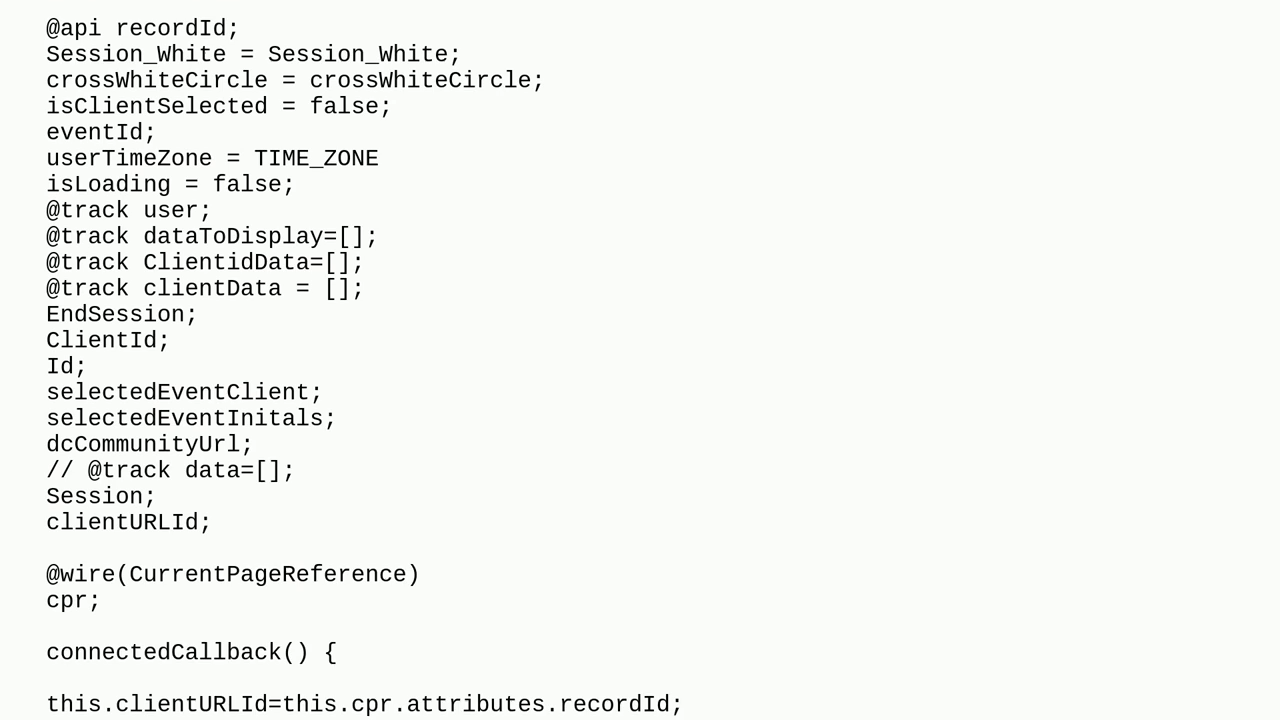 @api recordId;
Session_White = Session_White;
crossWhiteCircle = crossWhiteCircle;
isClientSelected = false;
eventId;
userTimeZone = TIME_ZONE
isLoading = false;
@track user;
@track dataToDisplay=[];
@track ClientidData=[];
@track clientData = [];
EndSession;
ClientId;
Id;
selectedEventClient;
selectedEventInitals;
dcCommunityUrl;
// @track data=[];
Session;
clientURLId;
@wire(CurrentPageReference)
cpr;
connectedCallback() {
this.clientURLId=this.cpr.attributes.recordId;